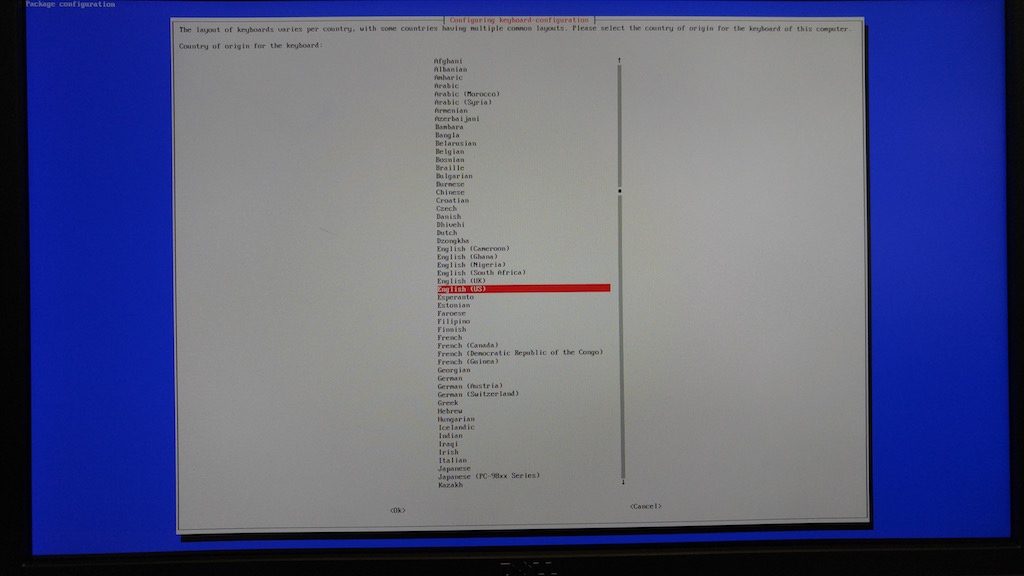 Package configuration
Configuring keyboard-configuration
The layout of keyboards varies per country, with some countries having multiple common layouts. Please select the country of origin for the keyboard of this computer.
Country of origin for the keyboard:
Afghani
Albanian
Amharic
Arabic
Arabic (Morocco)
Arabic (Syria)
Armenian
Azerbaijani
Bambara
Bangla
Belarusian
Belgian
Bosnian
Braille
Bulgarian
Burmese
Chinese
Croatian
Czech
Danish
Dhivehi
Dutch
Dzongkha
English (Cameroon)
English (Ghana)
English (Nigeria)
English (South Africa)
English (UK)
English (US)
Esperanto
Estonian
Faroese
Filipino
Finnish
French
French (Canada)
French (Democratic Republic of the Congo)
French (Guinea)
Georgian
German
German (Austria)
German (Switzerland)
Greek
Hebrew
Hungarian
Icelandic
Indian
Iraqi
Irish
Italian
Japanese
Japanese (PC-98xx Series)
Kazakh
<Ok> <Cancel>